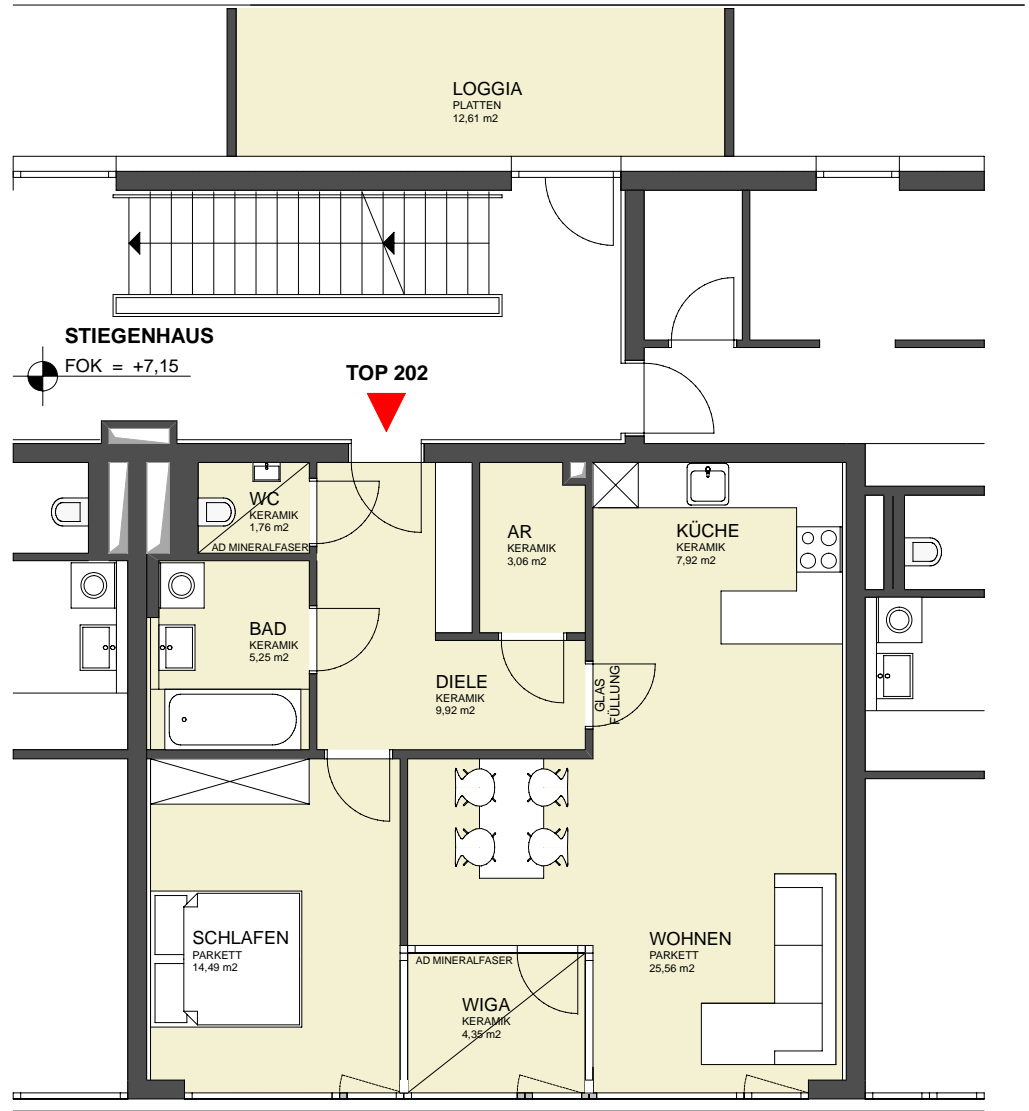 LOGGIA
PLATTEN
12,61 m2
STIEGENHAUS
FOK = +7,15
TOP 202
WC
KERAMIK
1,76 m2
AD MINERALFASER
AR
KERAMIK
3,06 m2
KÜCHE
KERAMIK
7,92 m2
BAD
KERAMIK
5,25 m2
DIELE
KERAMIK
9,92 m2
GLAS
FÜLLUNG
SCHLAFEN
PARKETT
14,49 m2
WOHNEN
PARKETT
25,56 m2
AD MINERALFASER
WIGA
KERAMIK
4,35 m2